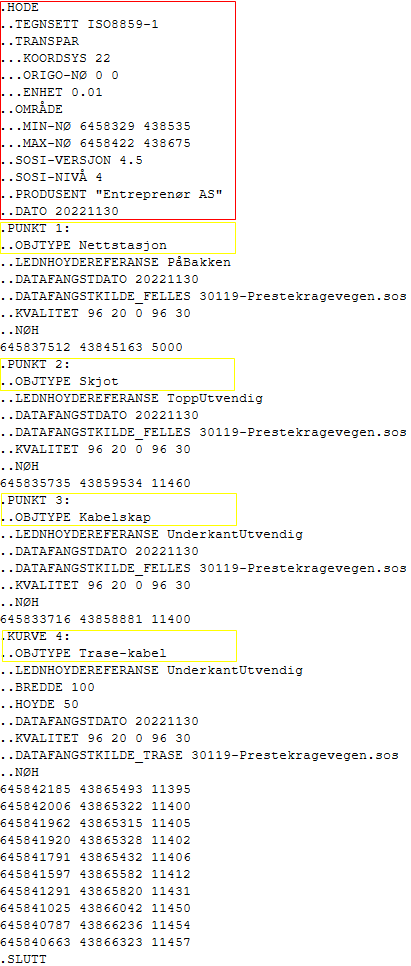 .HODE
..TEGNSETT ISO8859-1
..TRANSPAR
...KOORDSYS 22
...ORIGO-NØ 0 0
...ENHET 0.01
..OMRÅDE
...MIN-NØ 6458329 438535
...MAX-NØ 6458422 438675
..SOSI-VERSJON 4.5
..SOSI-NIVÅ 4
..PRODUSENT "Entreprenør AS"
..DATO 20221130
.PUNKT 1:
..OBJTYPE Nettstasjon
..LEDNHOYDEREFERANSE PåBakken
..DATAFANGSTDATO 20221130
..DATAFANGSTKILDE_FELLES 30119-Prestekragevegen.sos
..KVALITET 96 20 0 96 30
..NØH
645837512 43845163 5000
.PUNKT 2:
..OBJTYPE Skjot
..LEDNHOYDEREFERANSE ToppUtvendig
..DATAFANGSTDATO 20221130
..DATAFANGSTKILDE_FELLES 30119-Prestekragevegen.sos
..KVALITET 96 20 0 96 30
..NØH
645835735 43859534 11460
.PUNKT 3:
..OBJTYPE Kabelskap
..LEDNHOYDEREFERANSE UnderkantUtvendig
..DATAFANGSTDATO 20221130
..DATAFANGSTKILDE_FELLES 30119-Prestekragevegen.sos
..KVALITET 96 20 0 96 30
..NØH
645833716 43858881 11400
.KURVE 4:
..OBJTYPE Trase-kabel
..LEDNHOYDEREFERANSE UnderkantUtvendig
..BREDDE 100
..HOYDE 50
..DATAFANGSTDATO 20221130
..KVALITET 96 20 0 96 30
..DATAFANGSTKILDE_TRASE 30119-Prestekragevegen.sos
..NØH
645842185 43865493 11395
645842006 43865322 11400
645841962 43865315 11405
645841920 43865328 11402
645841791 43865432 11406
645841597 43865582 11412
645841291 43865820 11431
645841025 43866042 11450
645840787 43866236 11454
645840663 43866323 11457
.SLUTT